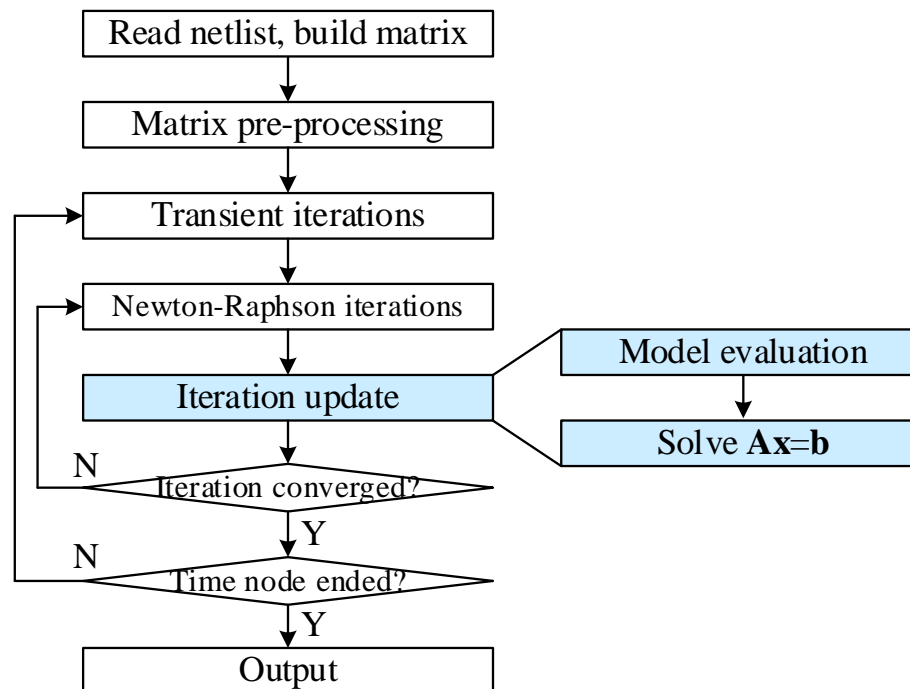 Read netlist, build matrix
Matrix pre-processing
Transient iterations
Newton-Raphson iterations
Iteration update
Model evaluation
Solve Ax=b
N
Iteration converged?
Y
N
Time node ended?
Y
Output